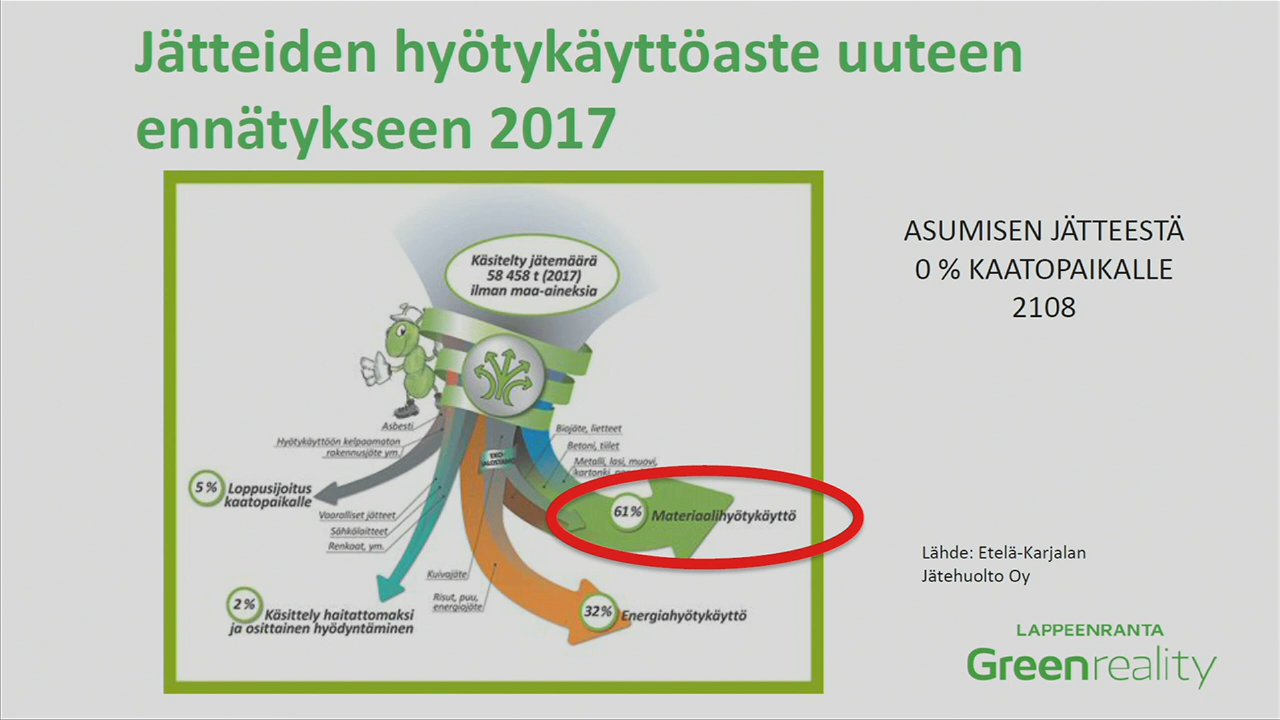 Jätteiden hyötykäyttöaste uuteen
ennätykseen 2017
Käsitelty jätemäärä
58 458 t (2017)
ilman maa-aineksia
ASUMISEN JÄTTEESTÄ
0 % KAATOPAIKALLE
2108
Asbesti
Hyötykäyttöön kelpaamaton
rakennusjäte ym.
Biojäte, lietteet
Betoni, tiilet
Metalli, lasi, muovi,
kartonki,
EKO-
JALOSTAMO
5 %
Loppusijoitus
kaatopaikalle
Vaaralliset jätteet
Sähkölaitteet
Renkaat, ym.
61%
Materiaalihyötykäyttö
Kuivajäte
Risut, puu,
energiajäte
2 %
Käsittely haitattomaksi
ja osittainen hyödyntäminen
32%
Energiahyötykäyttö
Lähde: Etelä-Karjalan
Jätehuolto Oy
LAPPEENRANTA
Greenreality